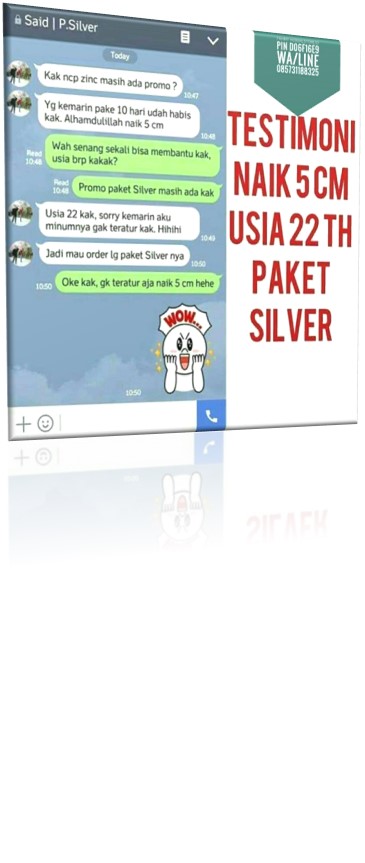 Said | P.Silver
Today
Kak ncp zinc masih ada promo ?
10:47
Yg kemarin pake 10 hari udah habis
kak. Alhamdulillah naik 5 cm
10:48
Wah senang sekali bisa membantu kak,
usia brp kakak?
Read
10:48
Promo paket Silver masih ada kak
Read
10:48
Usia 22 kak, sorry kemarin aku
minumnya gak teratur kak. Hihihi
10:49
Jadi mau order lg paket Silver nya
10:50
Oke kak, gk teratur aja naik 5 cm hehe
10:50
WOW...
10:50
PIN D06F16E9
WA/LINE
085731188325
TESTIMONI
NAIK 5 CM
USIA 22 TH
PAKET
SILVER